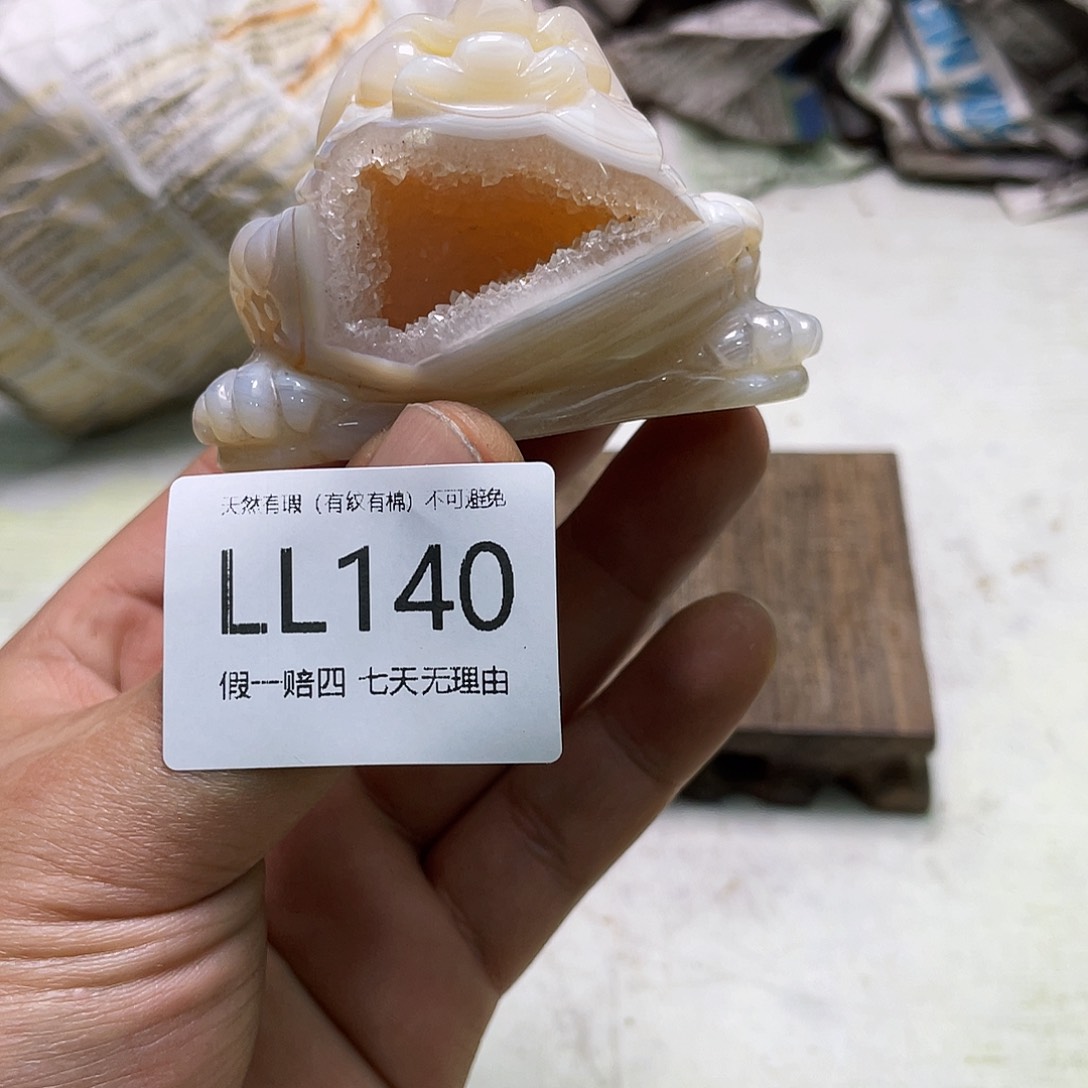 天然有瑕（有纹有棉）不可避免
LL140
假一赔四 七天无理由